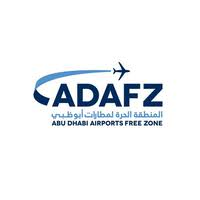 ADAFZ
المنطقة الحرة لمطارات أبوظبي
ABU DHABI AIRPORTS FREE ZONE